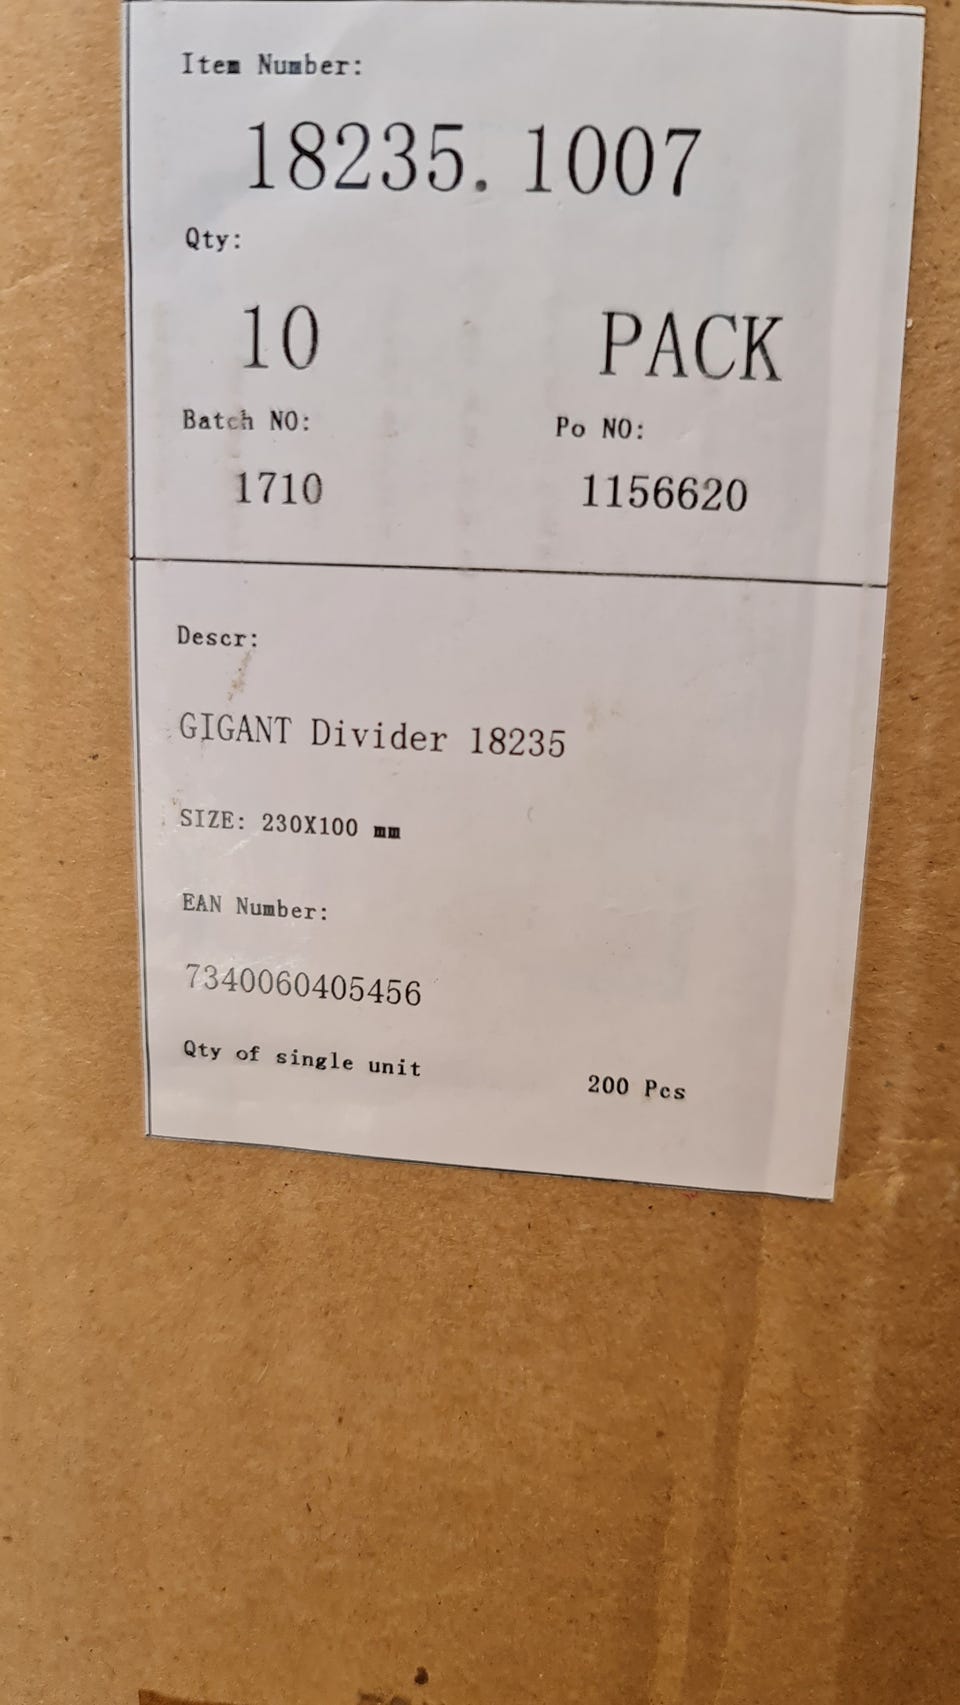 Item Number:
18235.1007
Qty:
10 PACK
Batch NO: Po NO:
1710 1156620
Descr:
GIGANT Divider 18235
SIZE: 230X100 mm
EAN Number:
7340060405456
Qty of single unit 200 Pcs